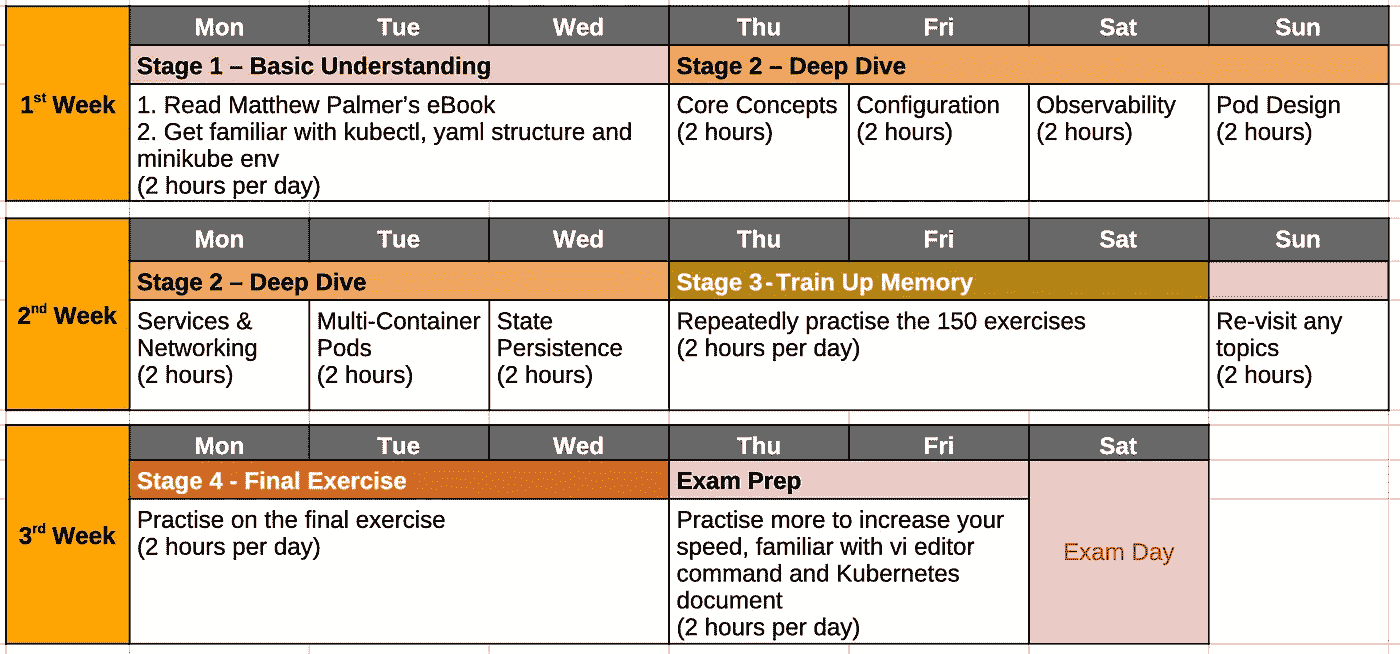 Mon Tue Wed Thu Fri Sat Sun
Stage 1 – Basic Understanding Stage 2 – Deep Dive
1st Week
1. Read Matthew Palmer's eBook
2. Get familiar with kubectl, yaml structure and
minikube env
(2 hours per day)
Core Concepts
(2 hours)
Configuration
(2 hours)
Observability
(2 hours)
Pod Design
(2 hours)
Mon Tue Wed Thu Fri Sat Sun
Stage 2 – Deep Dive Stage 3-Train Up Memory
2nd Week
Services &
Networking
(2 hours)
Multi-Container
Pods
(2 hours)
State
Persistence
(2 hours)
Repeatedly practise the 150 exercises
(2 hours per day)
Re-visit any
topics
(2 hours)
Mon Tue Wed Thu Fri Sat
Stage 4 - Final Exercise Exam Prep
3rd Week
Practise on the final exercise
(2 hours per day)
Practise more to increase your
speed, familiar with vi editor
command and Kubernetes
document
(2 hours per day)
Exam Day